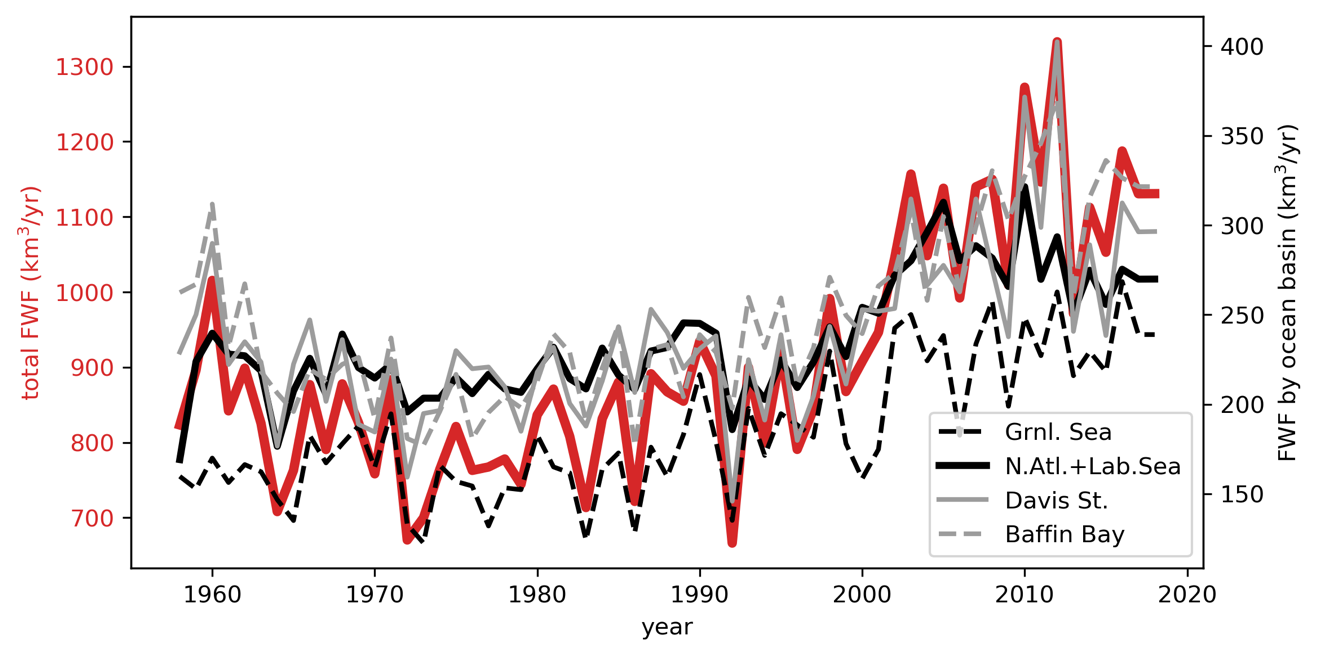 total FWF (km³/yr)
1300
1200
1100
1000
900
800
700
400
350
300
250
200
150
FWF by ocean basin (km³/yr)
Grnl. Sea
N.Atl.+Lab.Sea
Davis St.
Baffin Bay
1960 1970 1980 1990 2000 2010 2020
year